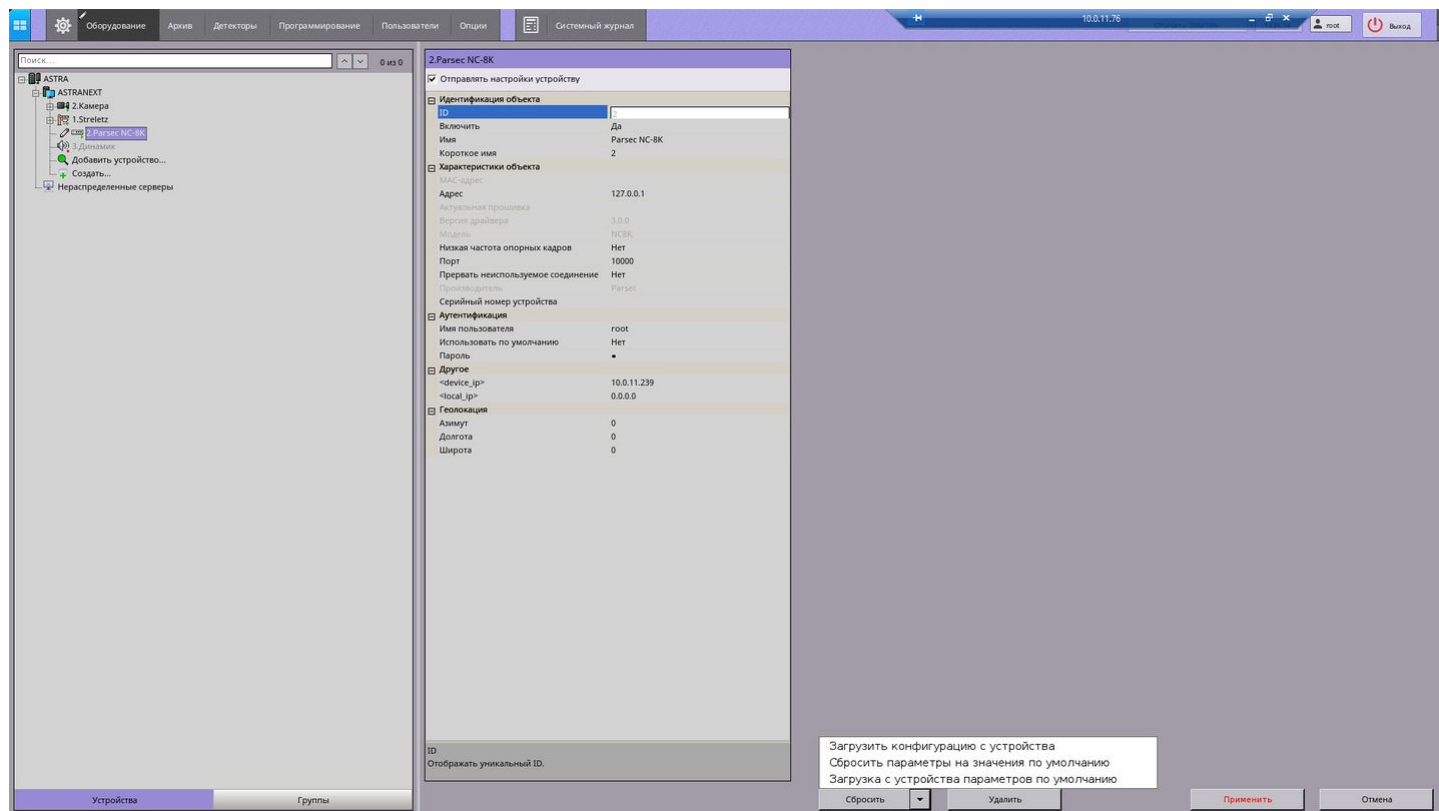 Оборудование Архив Детекторы Программирование Пользователи Опции Системный журнал 10.0.11.76 root Выход
Поиск... 0 из 0
ASTRA
ASTRANEXT
2.Камера
1.Streletz
2.Parsec NC-8K
3.Динамик
Добавить устройство...
Создать...
Нераспределенные серверы
2.Parsec NC-8K
Отправлять настройки устройству
Идентификация объекта
ID 2
Включить Да
Имя Parsec NC-8K
Короткое имя 2
Характеристики объекта
MAC-адрес
Адрес 127.0.0.1
Актуальная прошивка
Версия драйвера 3.0.0
Модель NC8K
Низкая частота опорных кадров Нет
Порт 10000
Прервать неиспользуемое соединение Нет
Производитель Parsec
Серийный номер устройства
Аутентификация
Имя пользователя root
Использовать по умолчанию Нет
Пароль •
Другое
<device_ip> 10.0.11.239
<local_ip> 0.0.0.0
Геолокация
Азимут 0
Долгота 0
Широта 0
ID
Отображать уникальный ID.
Загрузить конфигурацию с устройства
Сбросить параметры на значения по умолчанию
Загрузка с устройства параметров по умолчанию
Устройства Группы Сбросить Удалить Применить Отмена